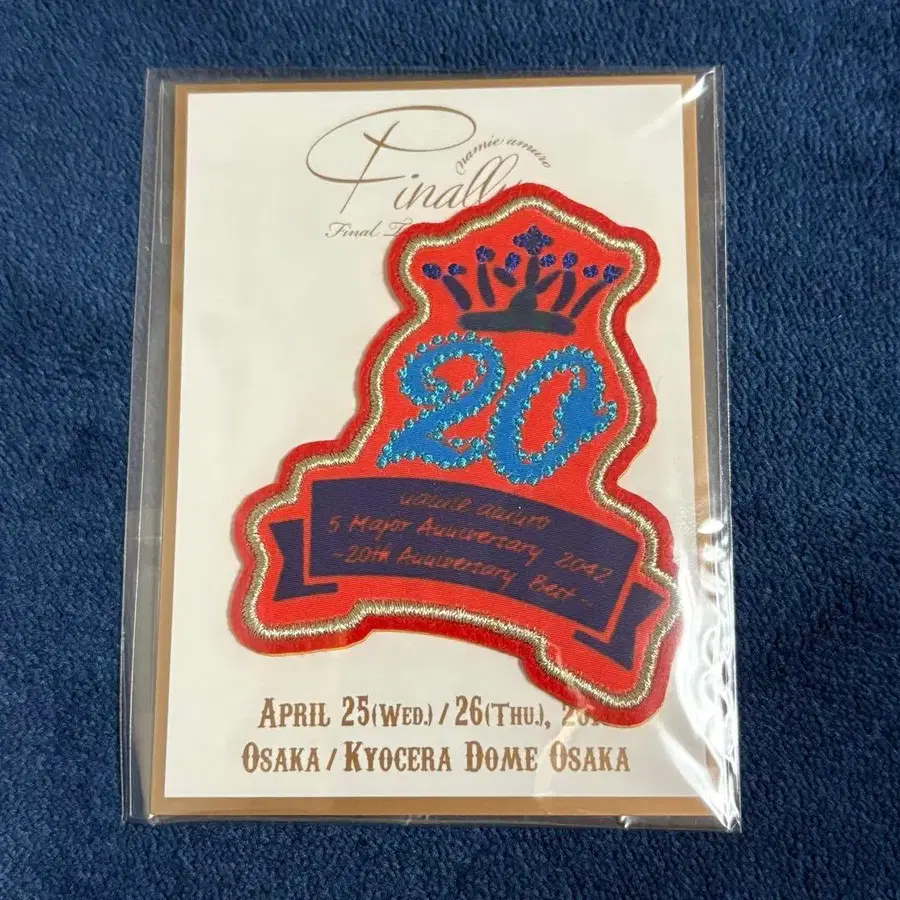 namie amuro
Finally
Final
20
namie amuro
5 Major Anniversary 2012
~20th Anniversary Best~
APRIL 25(WED.)/26(THU.),
OSAKA/KYOCERA DOME OSAKA